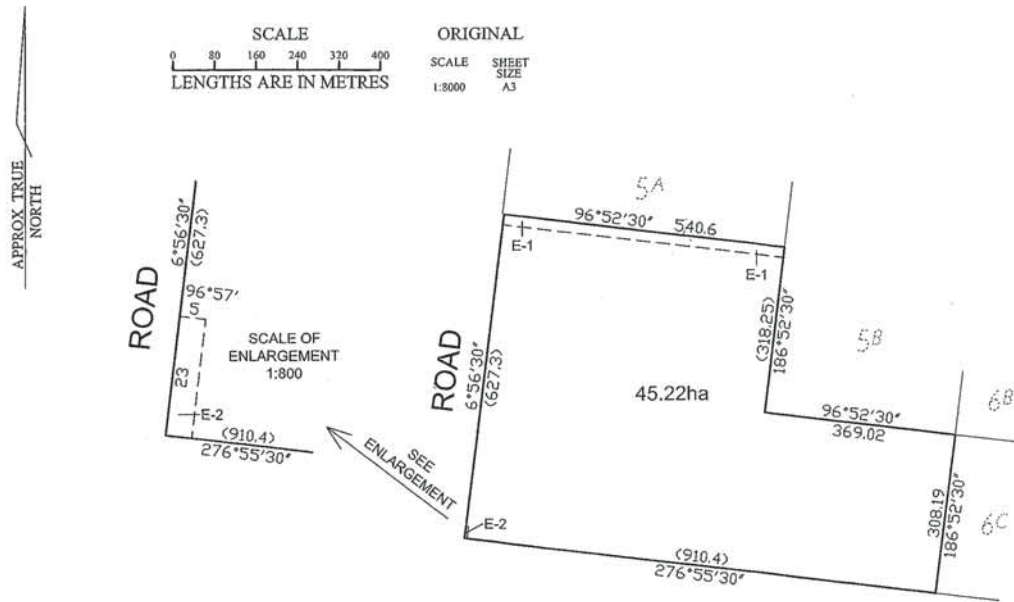 SCALE
0 80 160 240 320 400
LENGTHS ARE IN METRES
ORIGINAL
SCALE SHEET SIZE
1:8000 A3
APPROX TRUE NORTH
ROAD
6°56'30"
(627.3)
96°57'
5
23
E-2
(910.4)
276°55'30"
SCALE OF
ENLARGEMENT
1:800
SEE
ENLARGEMENT
5A
96°52'30" 540.6
E-1
E-1
ROAD
6°56'30"
(627.3)
(318.25)
186°52'30"
5B
45.22ha
96°52'30"
369.02
6B
308.19
186°52'30"
6C
E-2
(910.4)
276°55'30"